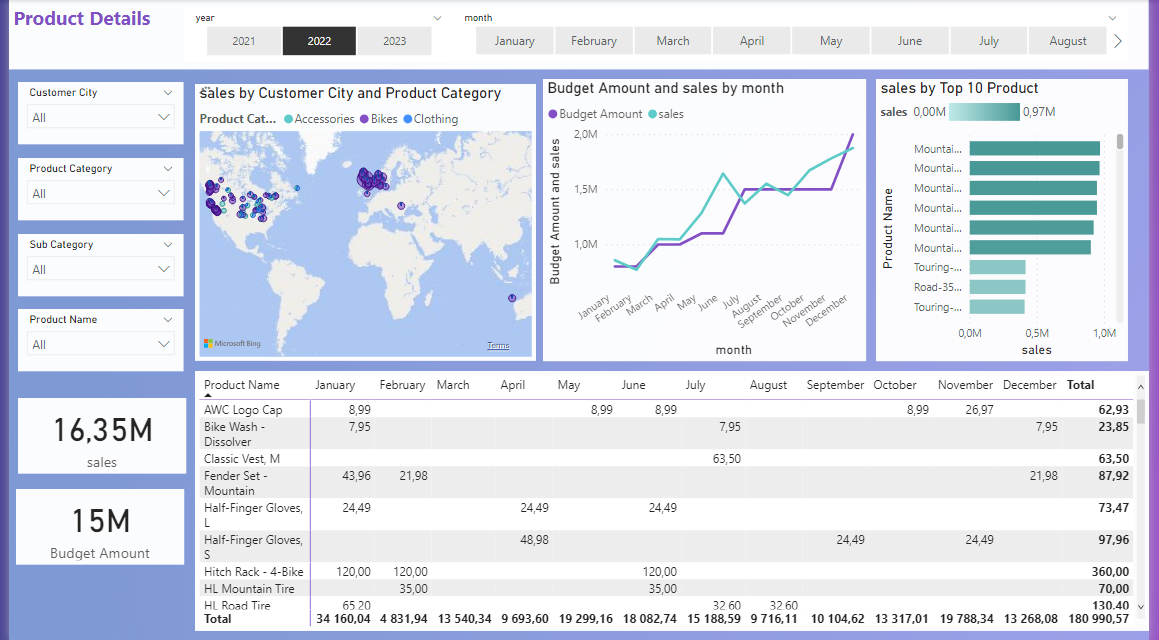 Product Details
year
2021 2022 2023
month
January February March April May June July August
Customer City
All
Product Category
All
Sub Category
All
Product Name
All
16,35M
sales
15M
Budget Amount
sales by Customer City and Product Category
Product Cat... Accessories Bikes Clothing
Microsoft Bing
Terms
Budget Amount and sales by month
Budget Amount sales
Budget Amount and sales
2,0M
1,5M
1,0M
January February March April May June July August September October November December
month
sales by Top 10 Product
sales 0,00M 0,97M
Product Name
Mountai...
Mountai...
Mountai...
Mountai...
Mountai...
Mountai...
Touring-...
Road-35...
Touring-...
0,0M 0,5M 1,0M
sales
Product Name January February March April May June July August September October November December Total
AWC Logo Cap 8,99 8,99 8,99 8,99 26,97 62,93
Bike Wash - 7,95 7,95 7,95 23,85
Dissolver
Classic Vest, M 63,50 63,50
Fender Set - 43,96 21,98 21,98 87,92
Mountain
Half-Finger Gloves, 24,49 24,49 24,49 73,47
L
Half-Finger Gloves, 48,98 24,49 24,49 97,96
S
Hitch Rack - 4-Bike 120,00 120,00 120,00 360,00
HL Mountain Tire 35,00 35,00 70,00
HL Road Tire 65,20 32,60 32,60 130,40
Total 34 160,04 4 831,94 13 540,34 9 693,60 19 299,16 18 082,74 15 188,59 9 716,11 10 104,62 13 317,01 19 788,34 13 268,08 180 990,57